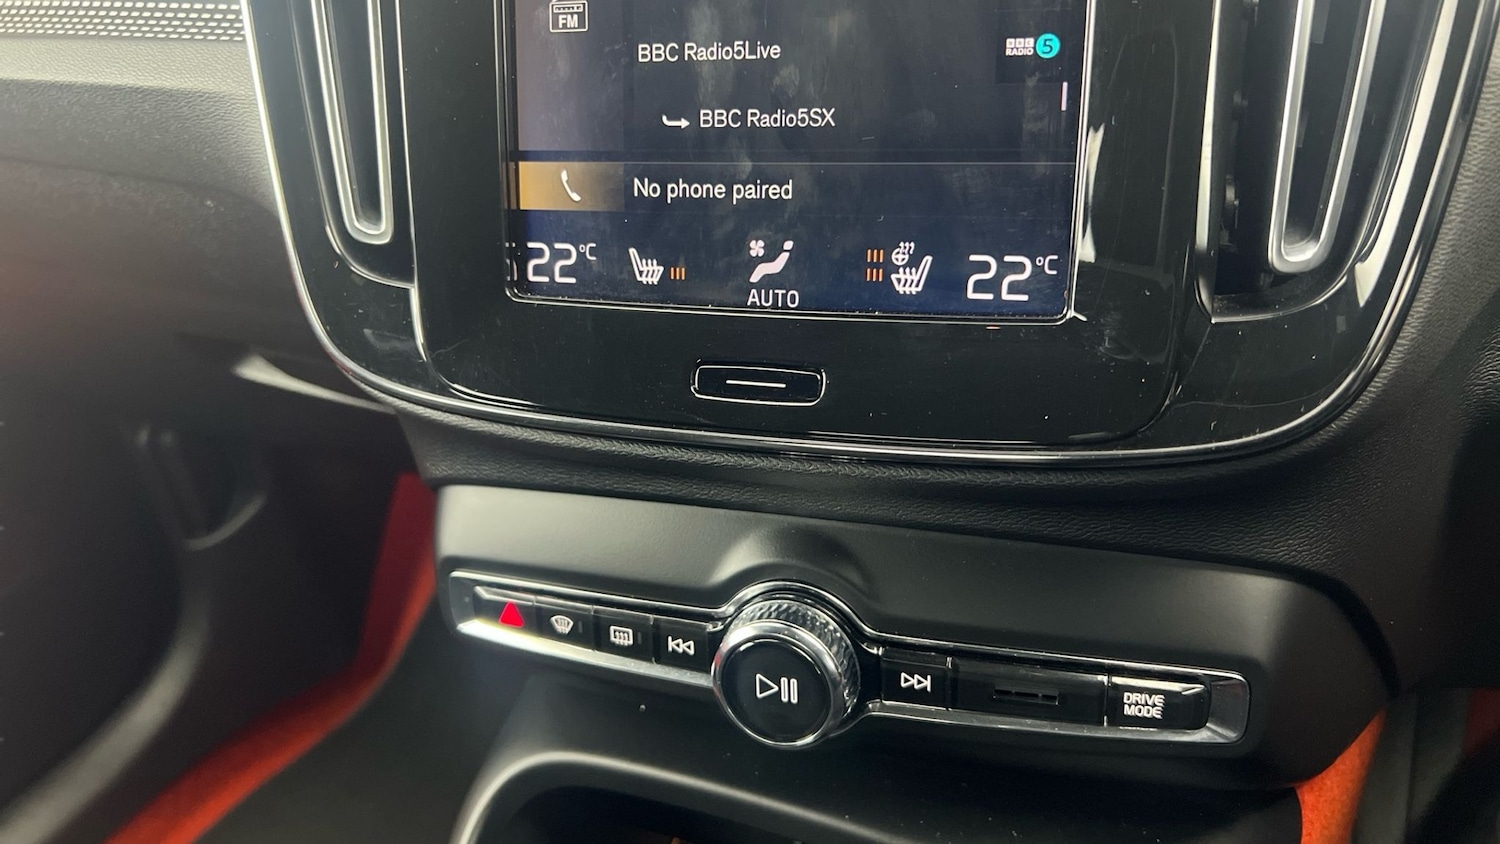 FM
BBC Radio5Live
BBC
RADIO 5
BBC Radio5SX
No phone paired
22°C
AUTO
22°C
DRIVE
MODE